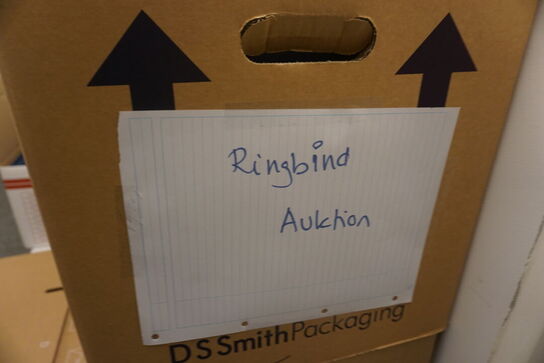 Ringbind
Auktion
DS Smith Packaging